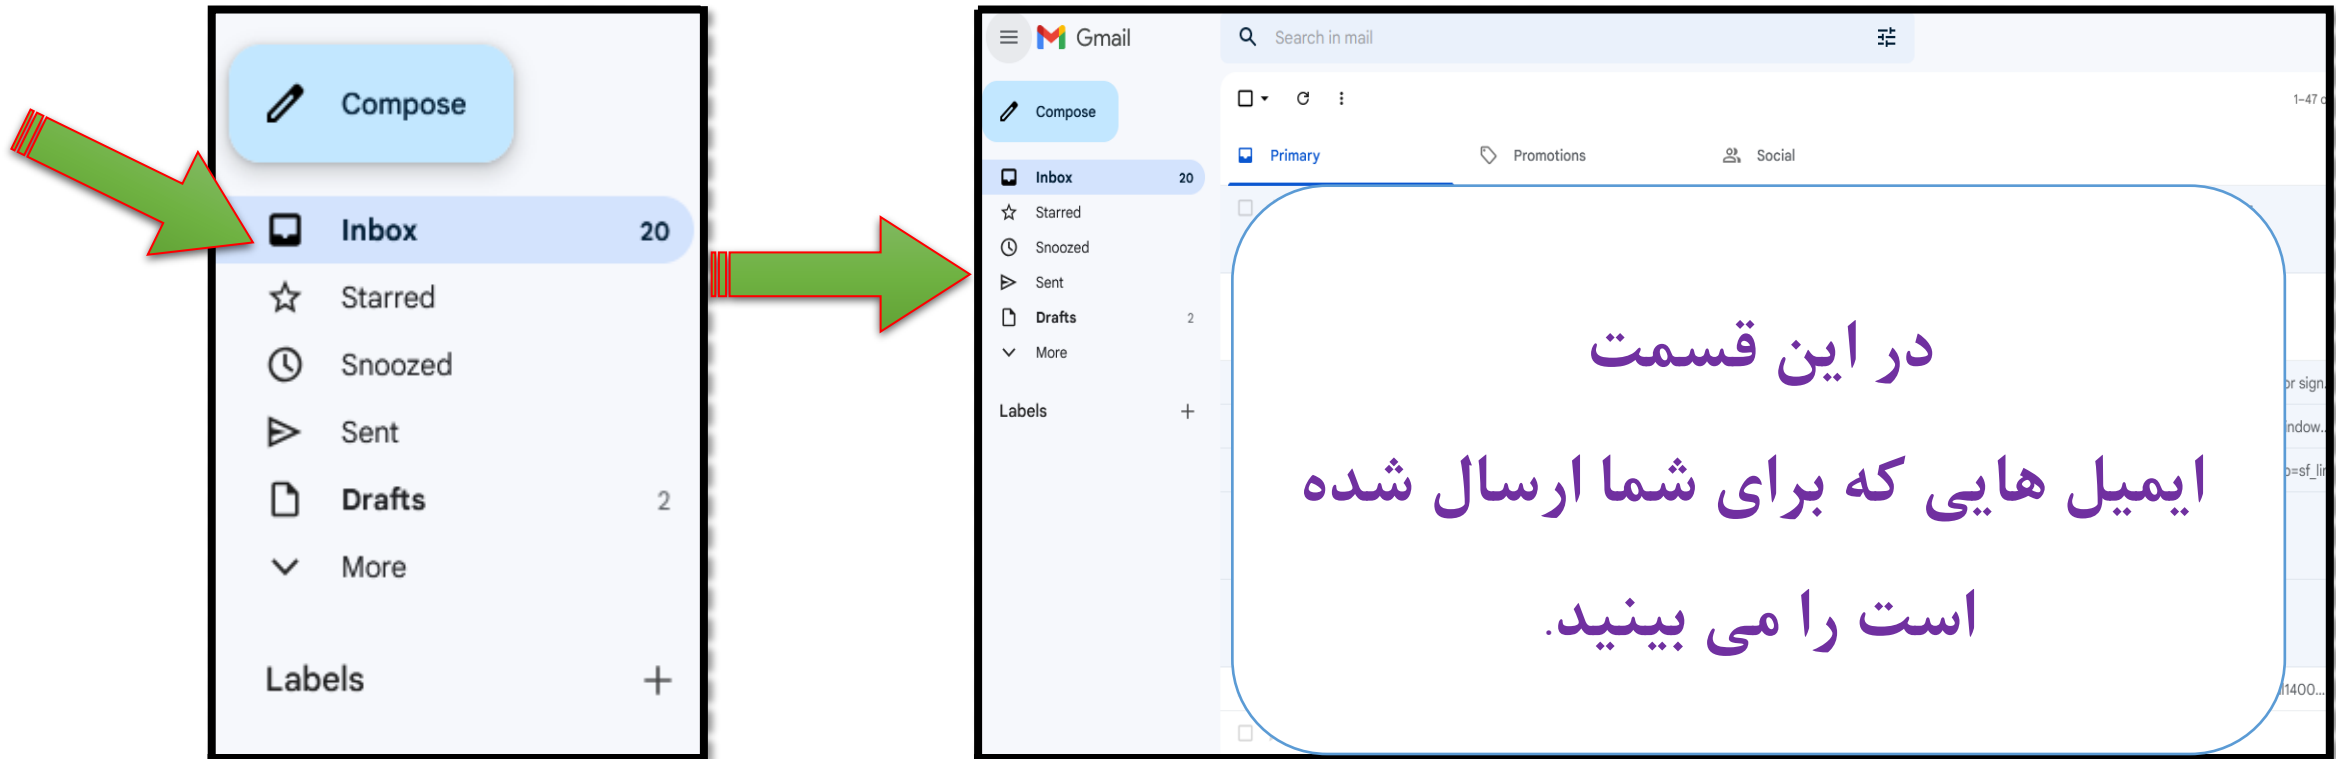 Compose
Inbox 20
Starred
Snoozed
Sent
Drafts 2
More
Labels
Gmail
Search in mail
Compose
1-47
Primary Promotions Social
Inbox 20
Starred
Snoozed
Sent
Drafts 2
More
Labels
در این قسمت
ایمیل هایی که برای شما ارسال شده
است را می بینید.